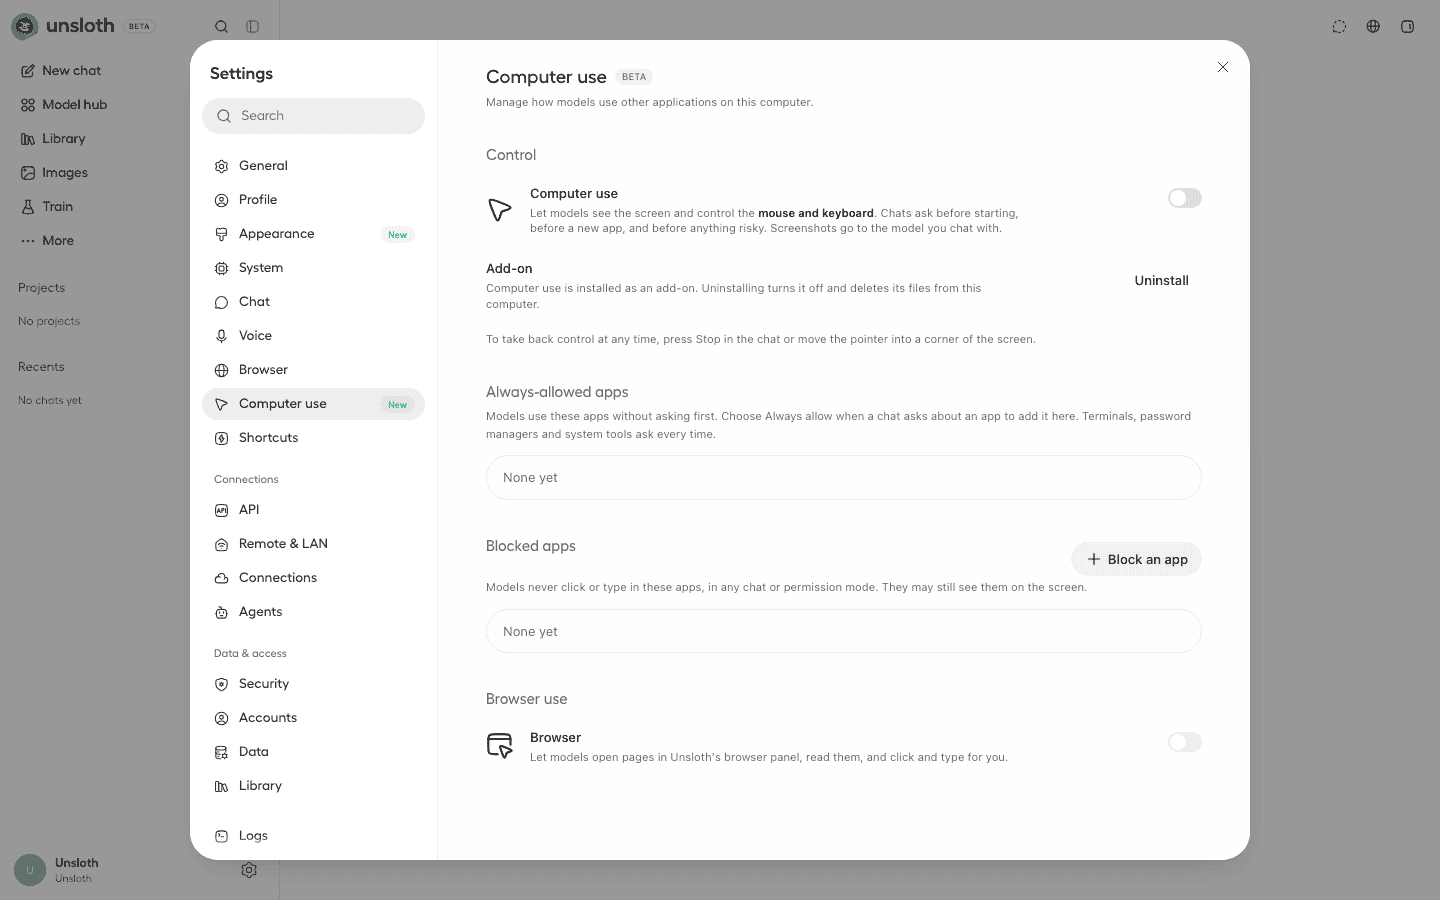 unsloth BETA
New chat
Model hub
Library
Images
Train
More
Projects
No projects
Recents
No chats yet
U
Unsloth
Unsloth
Settings
Search
General
Profile
Appearance New
System
Chat
Voice
Browser
Computer use New
Shortcuts
Connections
API
Remote & LAN
Connections
Agents
Data & access
Security
Accounts
Data
Library
Logs
Computer use BETA
Manage how models use other applications on this computer.
Control
Computer use
Let models see the screen and control the mouse and keyboard. Chats ask before starting,
before a new app, and before anything risky. Screenshots go to the model you chat with.
Add-on
Computer use is installed as an add-on. Uninstalling turns it off and deletes its files from this
computer.
Uninstall
To take back control at any time, press Stop in the chat or move the pointer into a corner of the screen.
Always-allowed apps
Models use these apps without asking first. Choose Always allow when a chat asks about an app to add it here. Terminals, password
managers and system tools ask every time.
None yet
Blocked apps
Block an app
Models never click or type in these apps, in any chat or permission mode. They may still see them on the screen.
None yet
Browser use
Browser
Let models open pages in Unsloth's browser panel, read them, and click and type for you.